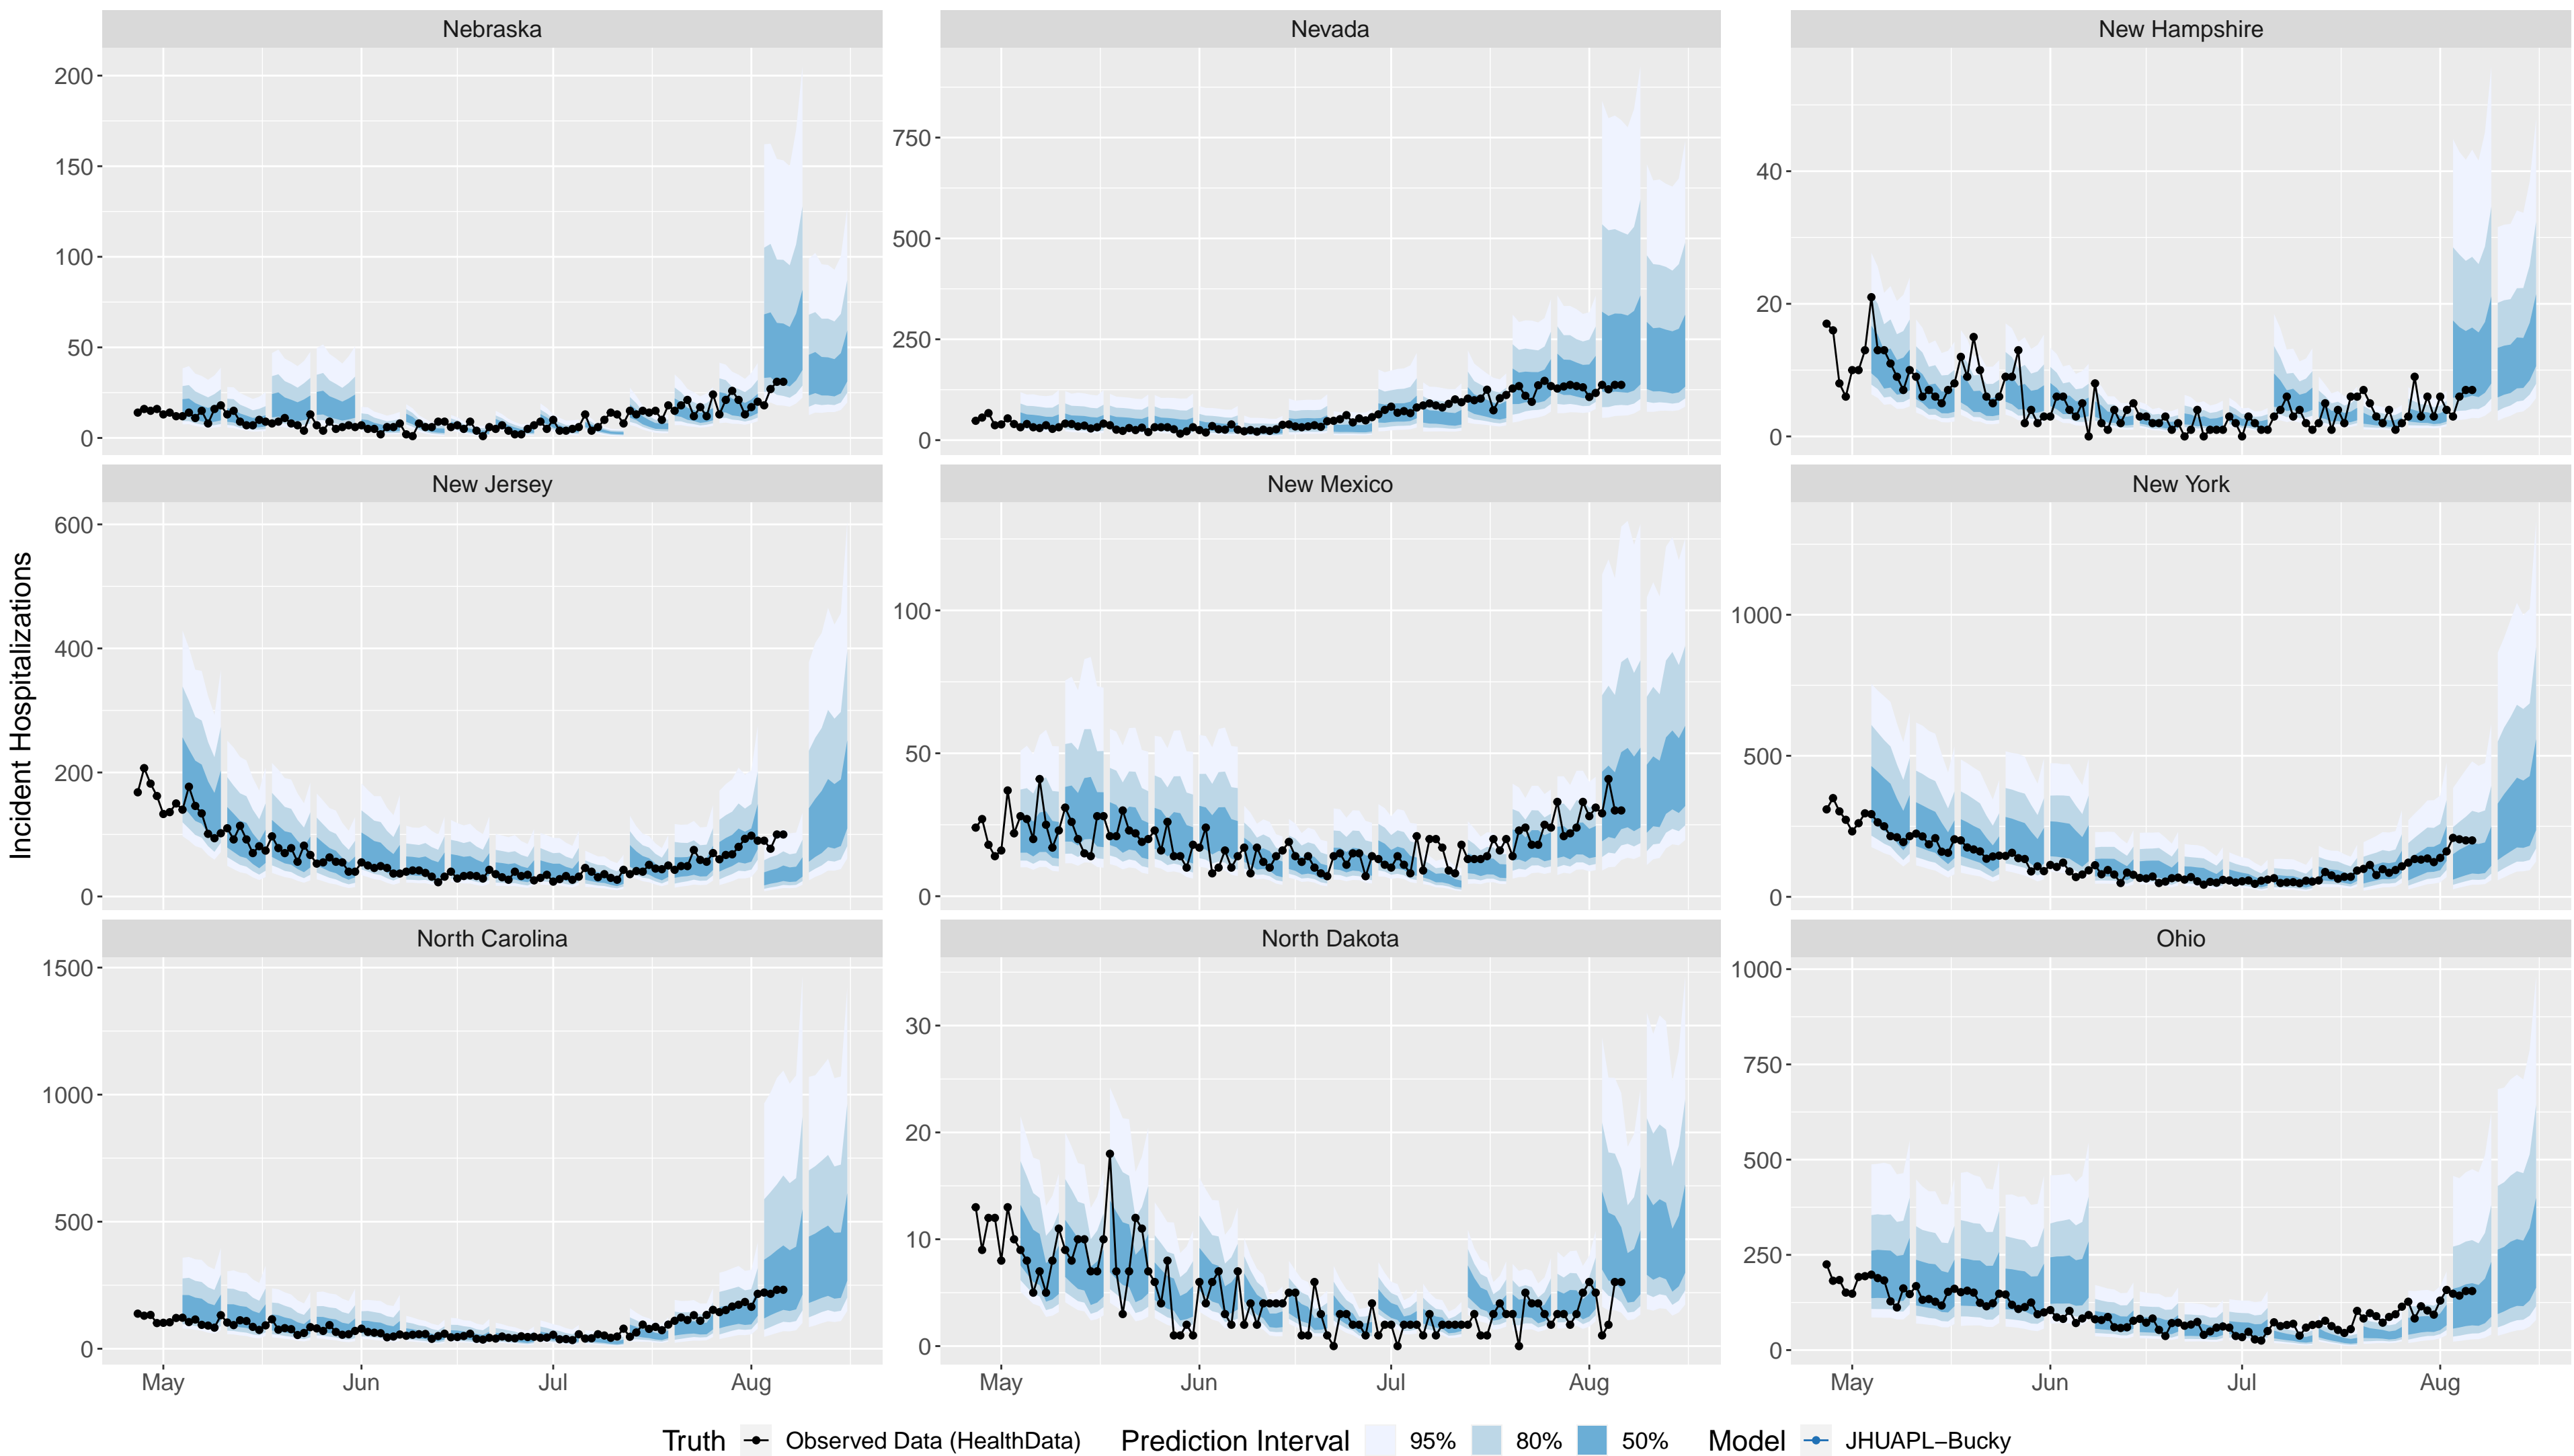 Nebraska
Nevada
New Hampshire
200
150
100
50
0
750
500
250
0
40
20
0
New Jersey
New Mexico
New York
Incident Hospitalizations
600
400
200
0
100
50
0
1000
500
0
North Carolina
North Dakota
Ohio
1500
1000
500
0
30
20
10
0
1000
750
500
250
0
May Jun Jul Aug
May Jun Jul Aug
May Jun Jul Aug
Truth Observed Data (HealthData) Prediction Interval 95% 80% 50% Model JHUAPL−Bucky